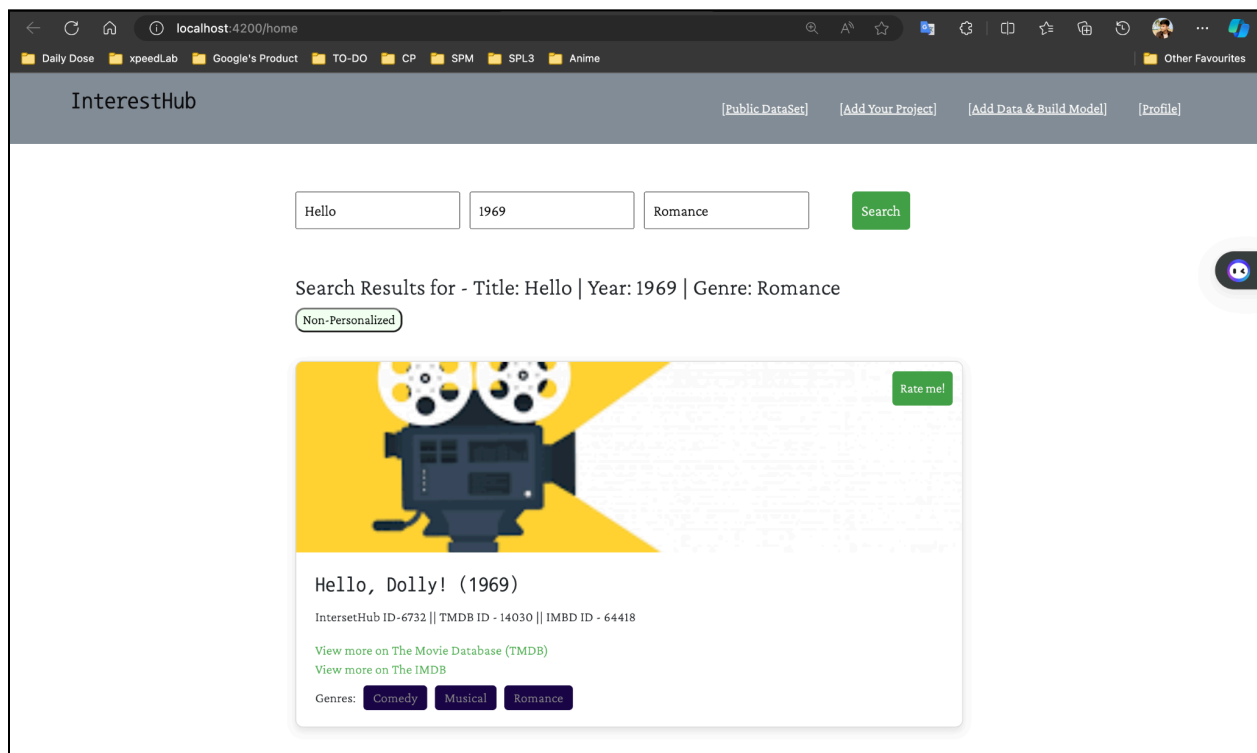 localhost:4200/home
Daily Dose xpeedLab Google's Product TO-DO CP SPM SPL3 Anime Other Favourites
InterestHub
[Public DataSet] [Add Your Project] [Add Data & Build Model] [Profile]
Hello 1969 Romance Search
Search Results for - Title: Hello | Year: 1969 | Genre: Romance
Non-Personalized
Rate me!
Hello, Dolly! (1969)
IntersetHub ID-6732 || TMDB ID - 14030 || IMBD ID - 64418
View more on The Movie Database (TMDB)
View more on The IMDB
Genres: Comedy Musical Romance